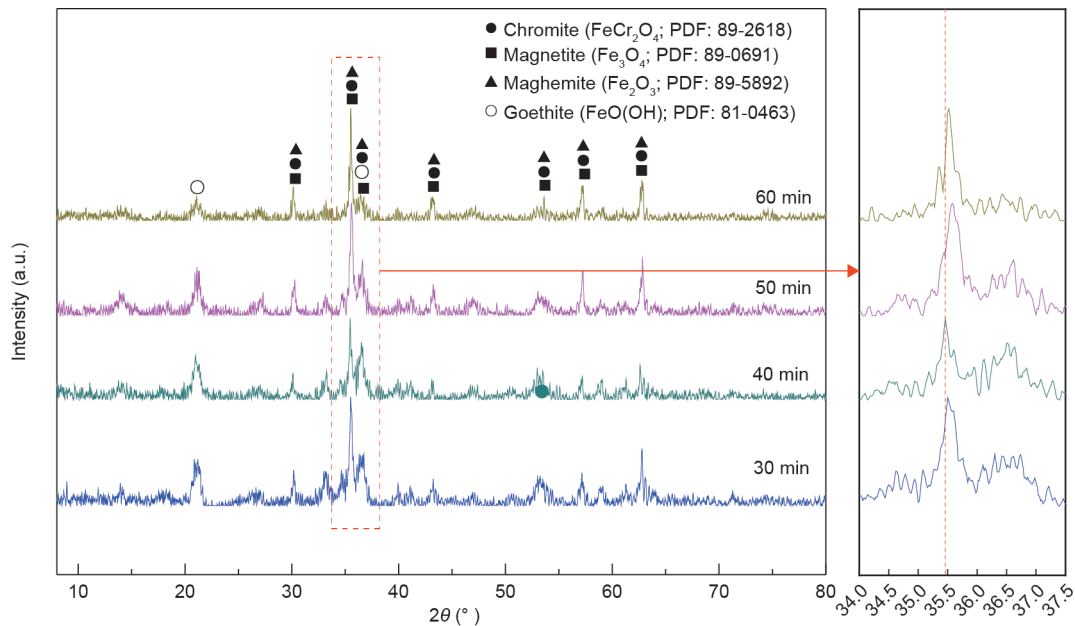 Chromite (FeCr₂O₄; PDF: 89-2618)
Magnetite (Fe₃O₄; PDF: 89-0691)
Maghemite (Fe₂O₃; PDF: 89-5892)
Goethite (FeO(OH); PDF: 81-0463)
60 min
50 min
40 min
30 min
Intensity (a.u.)
10 20 30 40 50 60 70 80
2θ (°)
34.0 34.5 35.0 35.5 36.0 36.5 37.0 37.5